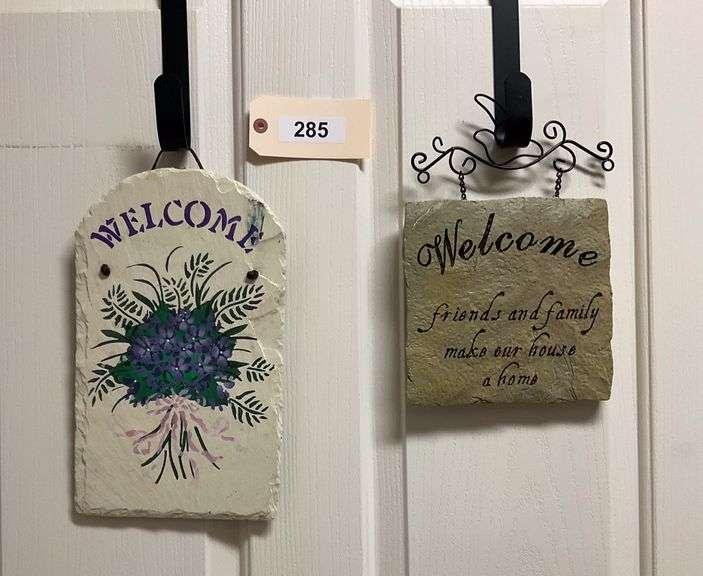 WELCOME
285
Welcome
friends and family
make our house
a home